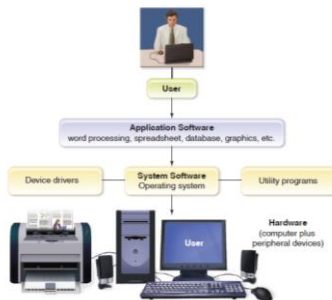 User
Application Software
word processing, spreadsheet, database, graphics, etc.
Device drivers
System Software
Operating system
Utility programs
Hardware
(computer plus
peripheral devices)
User